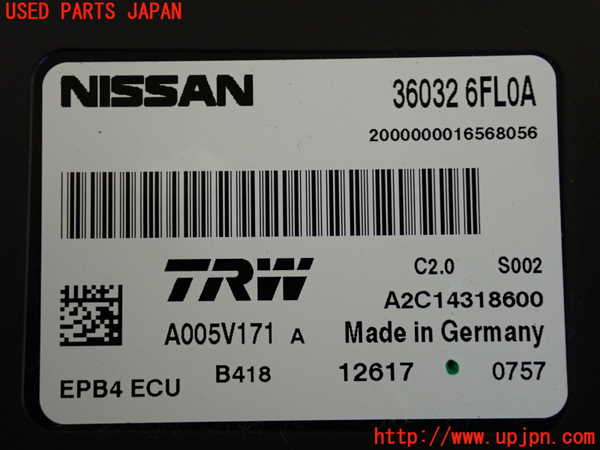 USED PARTS JAPAN
NISSAN
36032 6FL0A
2000000016568056
TRW
C2.0 S002
A2C14318600
A005V171 A
Made in Germany
EPB4 ECU
B418
12617 0757
http://www.upjpn.com